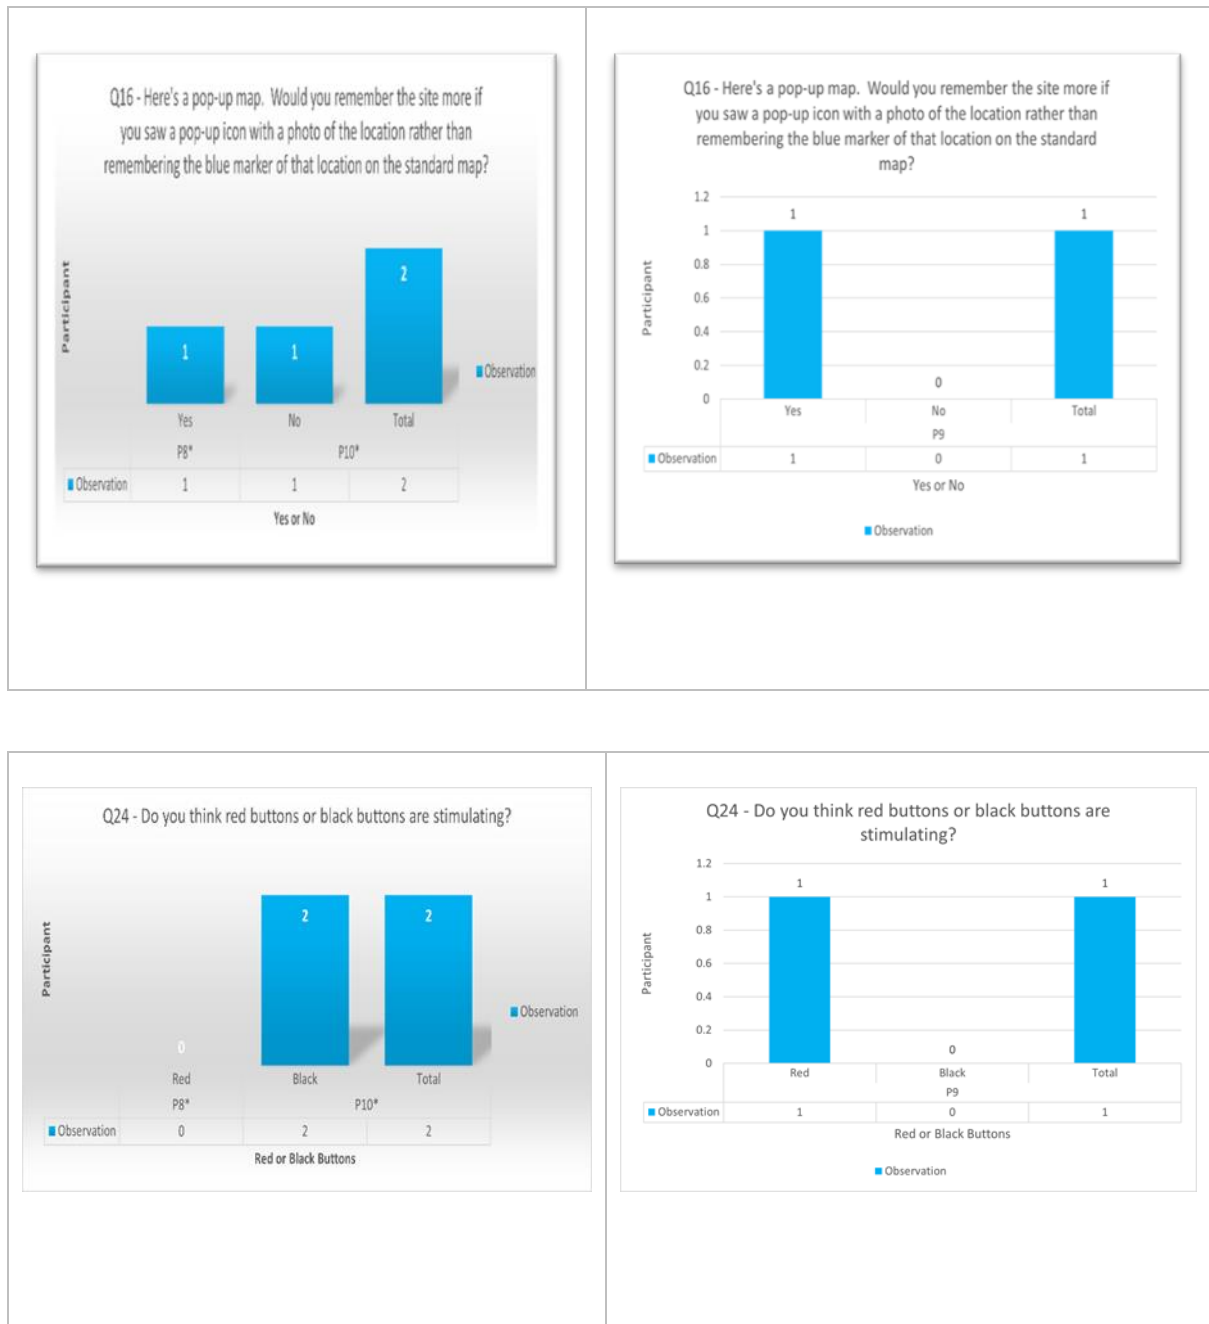 Q16 - Here's a pop-up map.  Would you remember the site more if
you saw a pop-up icon with a photo of the location rather than
remembering the blue marker of that location on the standard map?
Participant
2
1
1
Observation
Yes
No
Total
P8*
P10*
Observation
1
1
2
Yes or No
Q16 - Here's a pop-up map.  Would you remember the site more if
you saw a pop-up icon with a photo of the location rather than
remembering the blue marker of that location on the standard
map?
Participant
1.2
1
0.8
0.6
0.4
0.2
0
1
0
1
Yes
No
Total
P9
Observation
1
0
1
Yes or No
Observation
Q24 - Do you think red buttons or black buttons are stimulating?
Participant
0
2
2
Observation
Red
Black
Total
P8*
P10*
Observation
0
2
2
Red or Black Buttons
Q24 - Do you think red buttons or black buttons are
stimulating?
Participant
1.2
1
0.8
0.6
0.4
0.2
0
1
0
1
Red
Black
Total
P9
Observation
1
0
1
Red or Black Buttons
Observation